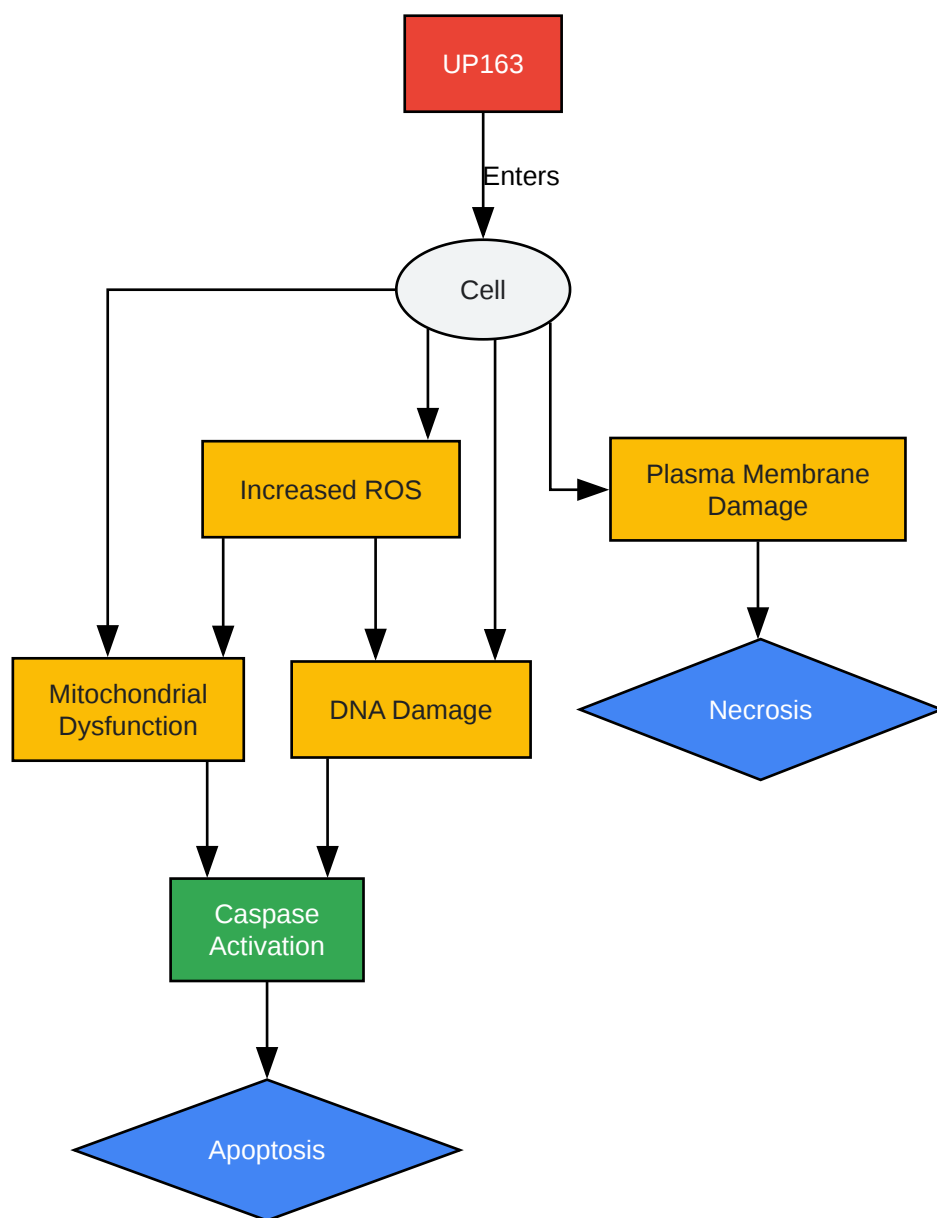 UP163
Enters
Cell
Increased ROS
Plasma Membrane
Damage
Mitochondrial
Dysfunction
DNA Damage
Necrosis
Caspase
Activation
Apoptosis